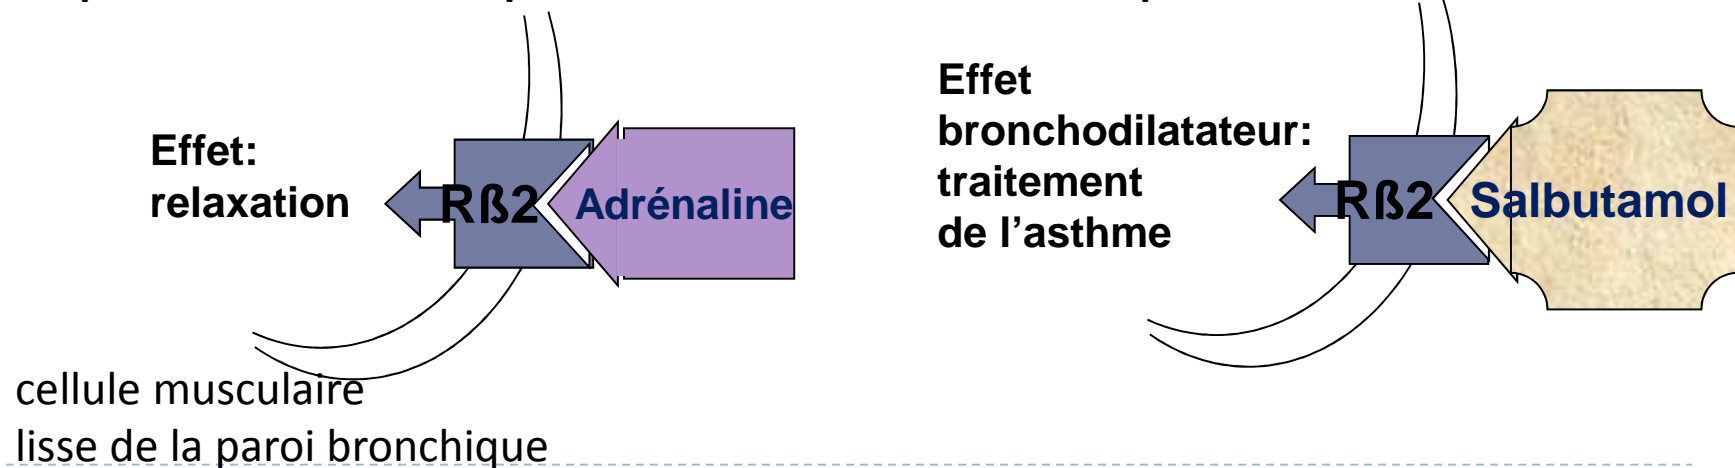 Effet:
relaxation
Rß2
Adrénaline
cellule musculaire
lisse de la paroi bronchique
Effet
bronchodilatateur:
traitement
de l’asthme
Rß2
Salbutamol